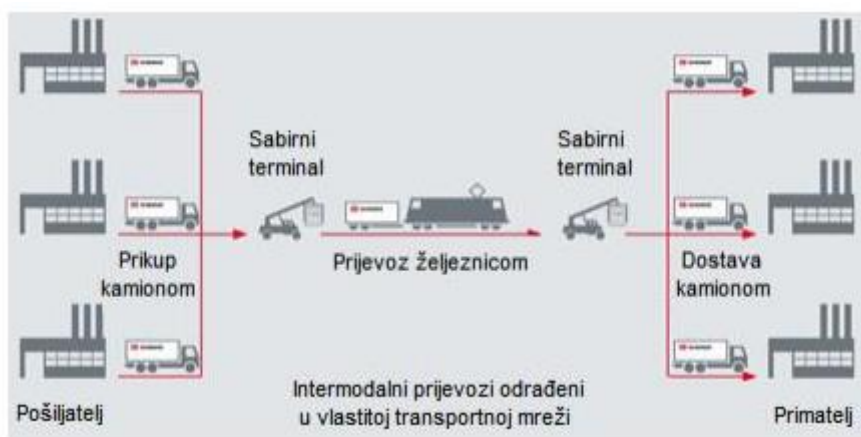 Sabirni
terminal
Sabirni
terminal
Prikup
kamionom
Prijevoz željeznicom
Dostava
kamionom
Pošiljatelj
Intermodalni prijevozi odrađeni
u vlastitoj transportnoj mreži
Primatelj